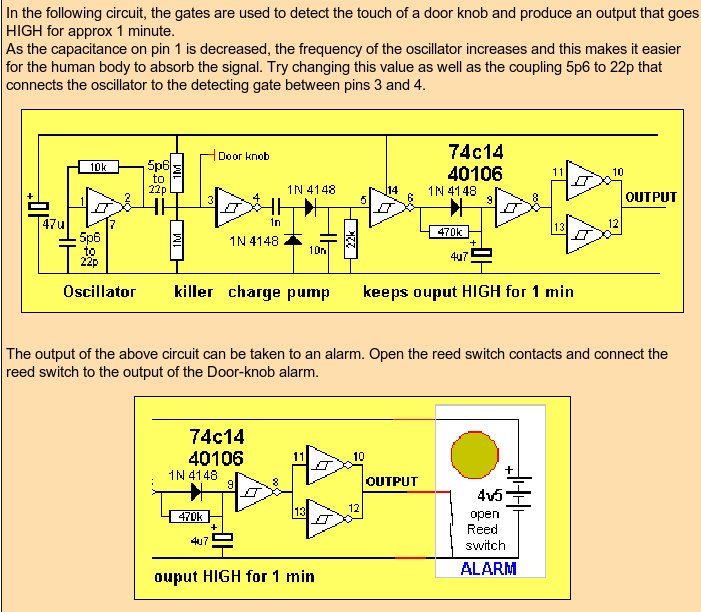 In the following circuit, the gates are used to detect the touch of a door knob and produce an output that goes
HIGH for approx 1 minute.
As the capacitance on pin 1 is decreased, the frequency of the oscillator increases and this makes it easier
for the human body to absorb the signal. Try changing this value as well as the coupling 5p6 to 22p that
connects the oscillator to the detecting gate between pins 3 and 4.
10k
5p6
to
22p
1M
Door knob
74c14
40106
1N 4148
14
1N 4148
11
10
OUTPUT
+
47u
1
2
7
3
4
5
6
9
8
1n
5p6
to
22p
1M
1N 4148
10n
22k
470k
+
4u7
13
12
Oscillator
killer
charge pump
keeps ouput HIGH for 1 min
The output of the above circuit can be taken to an alarm. Open the reed switch contacts and connect the
reed switch to the output of the Door-knob alarm.
74c14
40106
1N 4148
9
8
11
10
OUTPUT
470k
+
4u7
13
12
+
4v5
open
Reed
switch
ALARM
ouput HIGH for 1 min